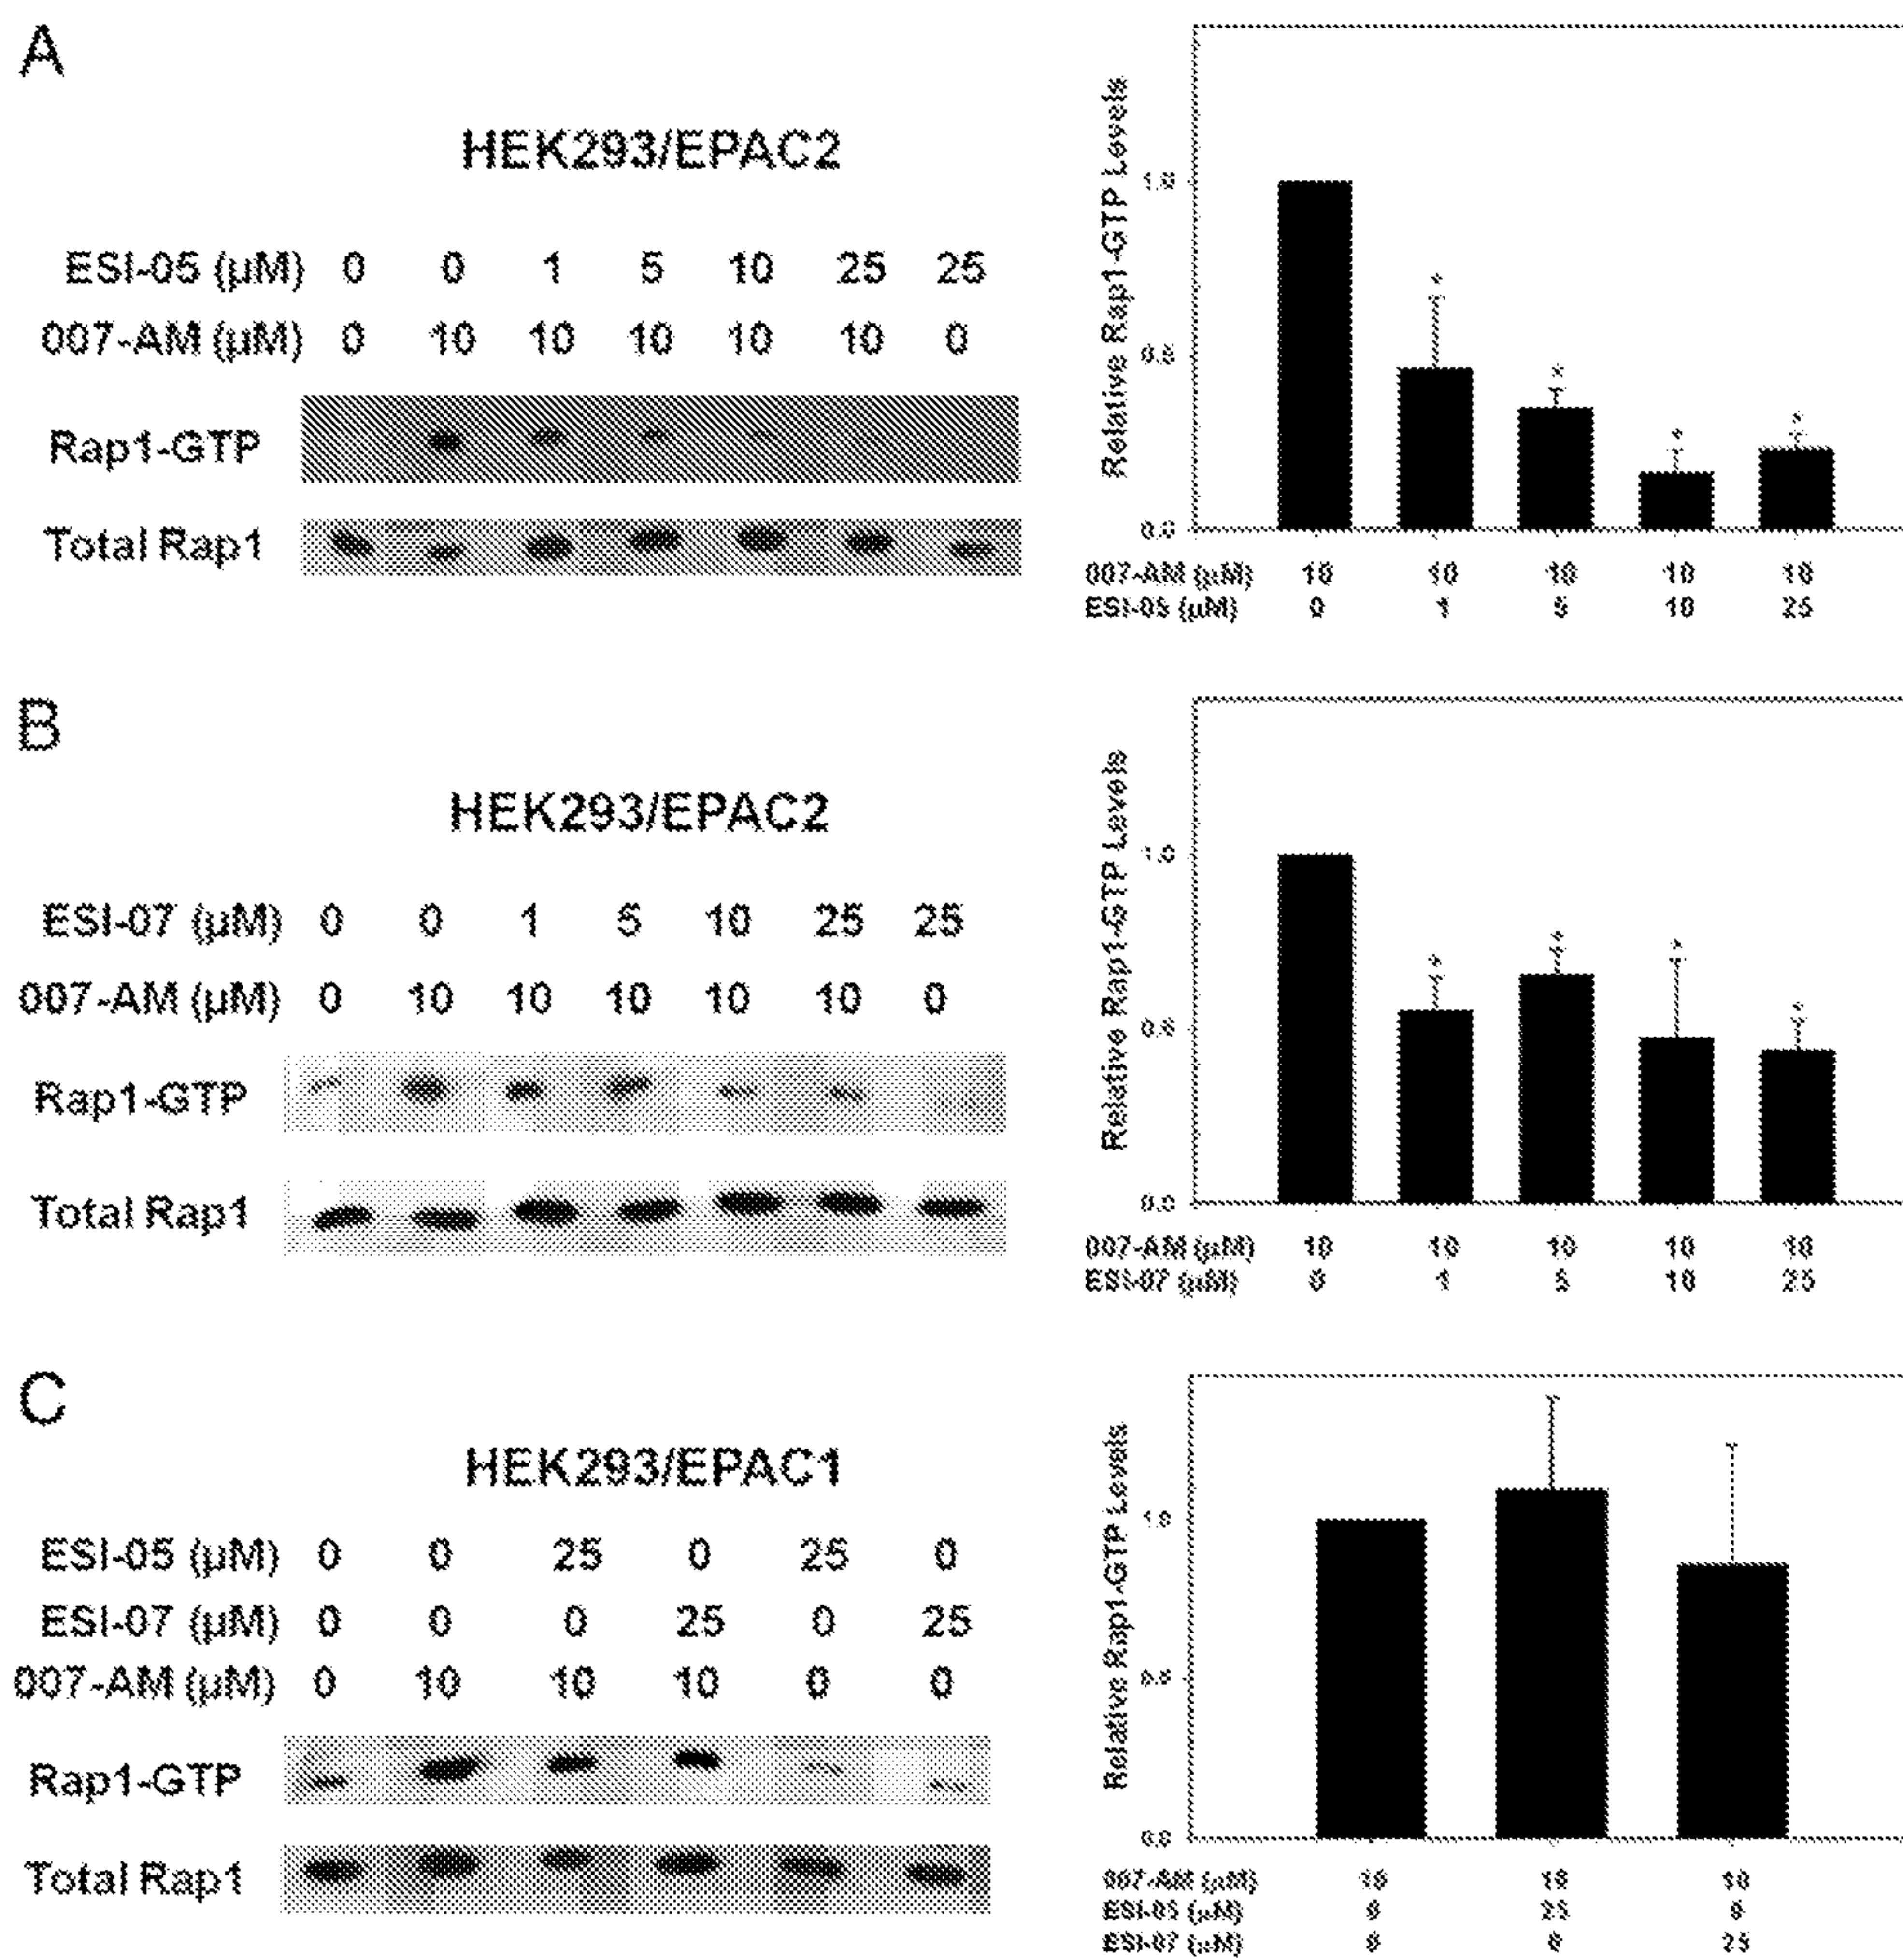 A
HEK293/EPAC2
ESI-05 (µM) 0 0 1 5 10 25 25
007-AM (µM) 0 10 10 10 10 10 0
Rap1-GTP
Total Rap1
Relative Rap1-GTP Levels
1.0
0.5
0.0
* * * *
007-AM (µM) 10 10 10 10 10
ESI-05 (µM) 0 1 5 10 25
B
HEK293/EPAC2
ESI-07 (µM) 0 0 1 5 10 25 25
007-AM (µM) 0 10 10 10 10 10 0
Rap1-GTP
Total Rap1
Relative Rap1-GTP Levels
1.0
0.5
0.0
* * * *
007-AM (µM) 10 10 10 10 10
ESI-07 (µM) 0 1 5 10 25
C
HEK293/EPAC1
ESI-05 (µM) 0 0 25 0 25 0
ESI-07 (µM) 0 0 0 25 0 25
007-AM (µM) 0 10 10 10 0 0
Rap1-GTP
Total Rap1
Relative Rap1-GTP Levels
1.0
0.5
0.0
007-AM (µM) 10 10 10
ESI-05 (µM) 0 25 0
ESI-07 (µM) 0 0 25